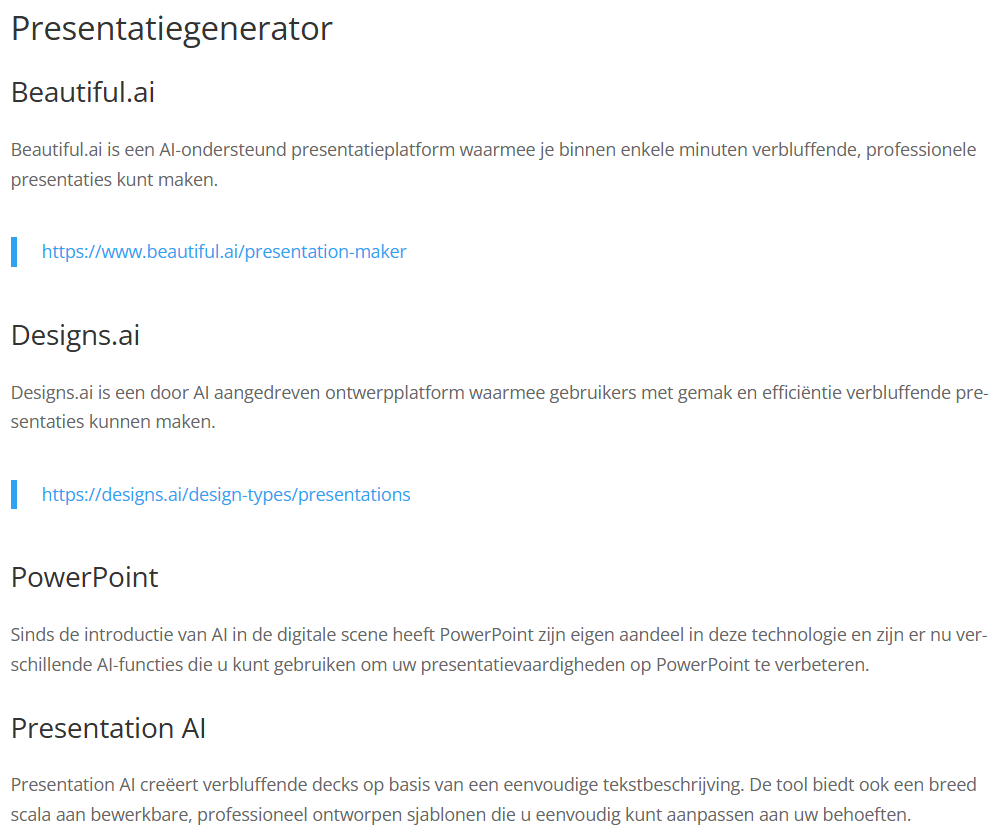 Presentatiegenerator
Beautiful.ai
Beautiful.ai is een AI-ondersteund presentatieplatform waarmee je binnen enkele minuten verbluffende, professionele
presentaties kunt maken.
https://www.beautiful.ai/presentation-maker
Designs.ai
Designs.ai is een door AI aangedreven ontwerpplatform waarmee gebruikers met gemak en efficiëntie verbluffende pre-
sentaties kunnen maken.
https://designs.ai/design-types/presentations
PowerPoint
Sinds de introductie van AI in de digitale scene heeft PowerPoint zijn eigen aandeel in deze technologie en zijn er nu ver-
schillende AI-functies die u kunt gebruiken om uw presentatievaardigheden op PowerPoint te verbeteren.
Presentation AI
Presentation AI creëert verbluffende decks op basis van een eenvoudige tekstbeschrijving. De tool biedt ook een breed
scala aan bewerkbare, professioneel ontworpen sjablonen die u eenvoudig kunt aanpassen aan uw behoeften.